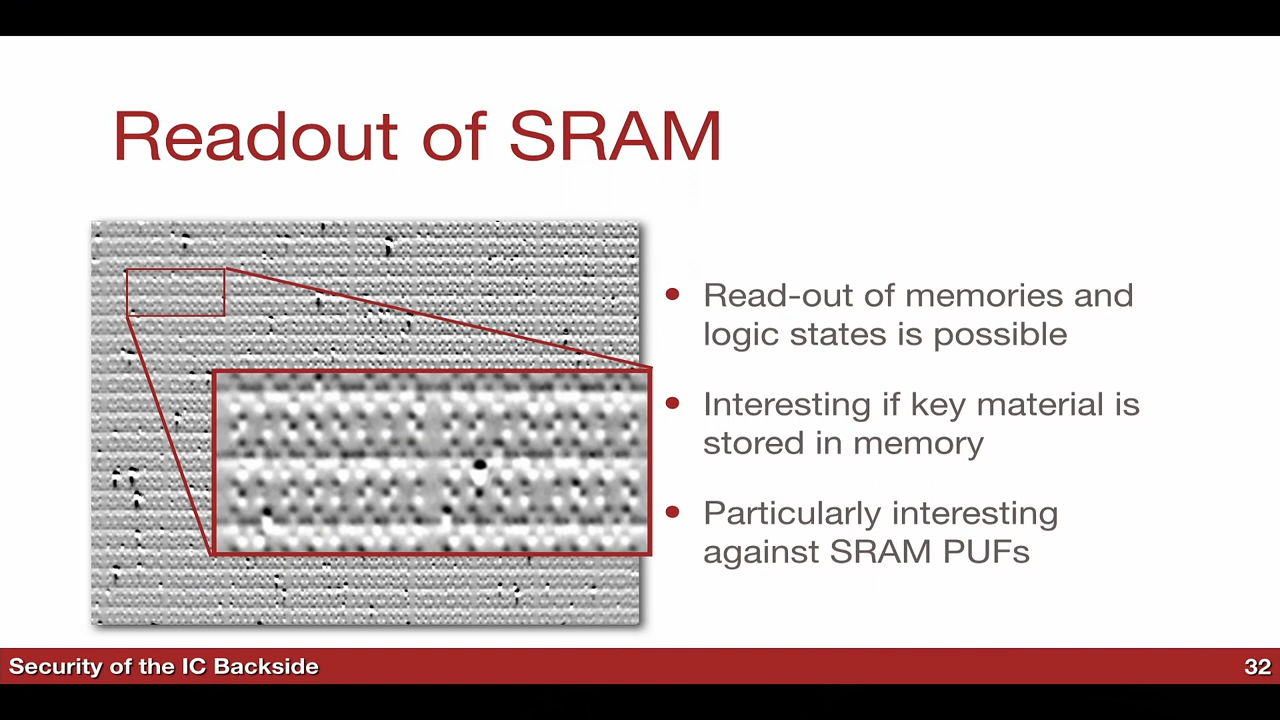 Readout of SRAM
Read-out of memories and
logic states is possible
Interesting if key material is
stored in memory
Particularly interesting
against SRAM PUFs
Security of the IC Backside
32